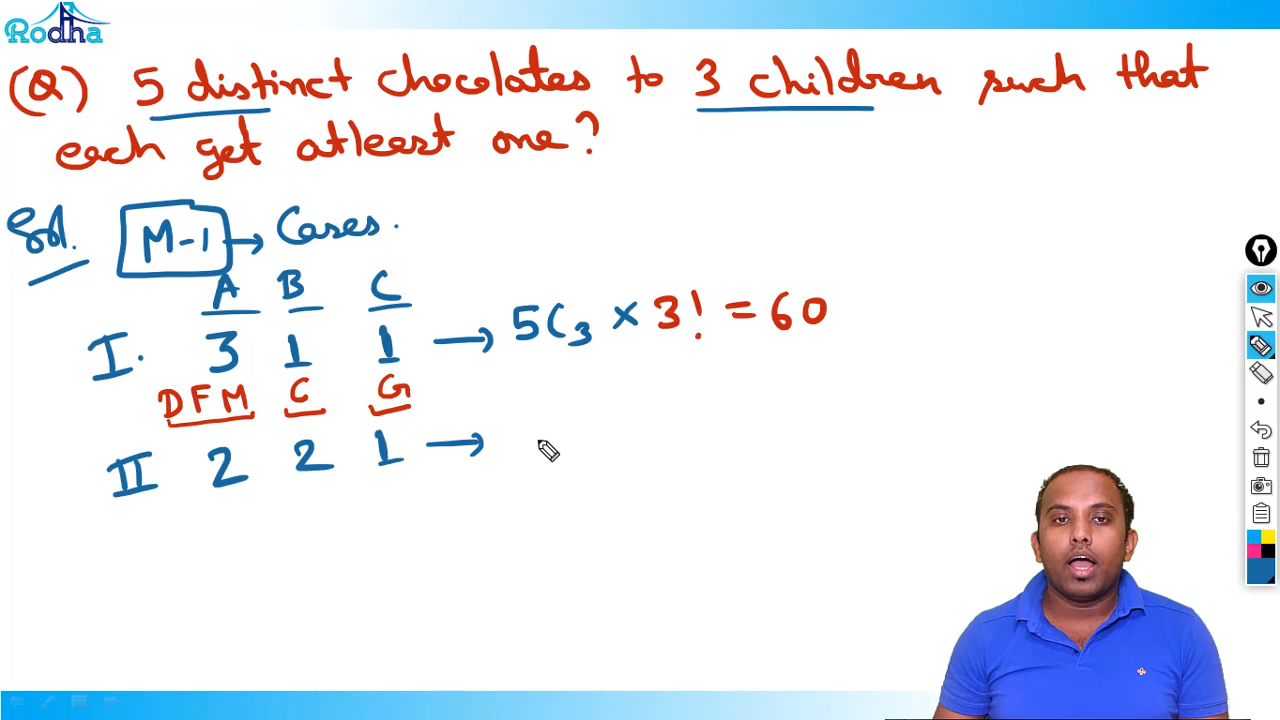 Rodha
(Q) 5 distinct chocolates to 3 children such that
each get atleast one?
Sol. M-1 → Cases.
A B C
I. 3 1 1 → 5C3 × 3! = 60
DFM C G
II 2 2 1 →